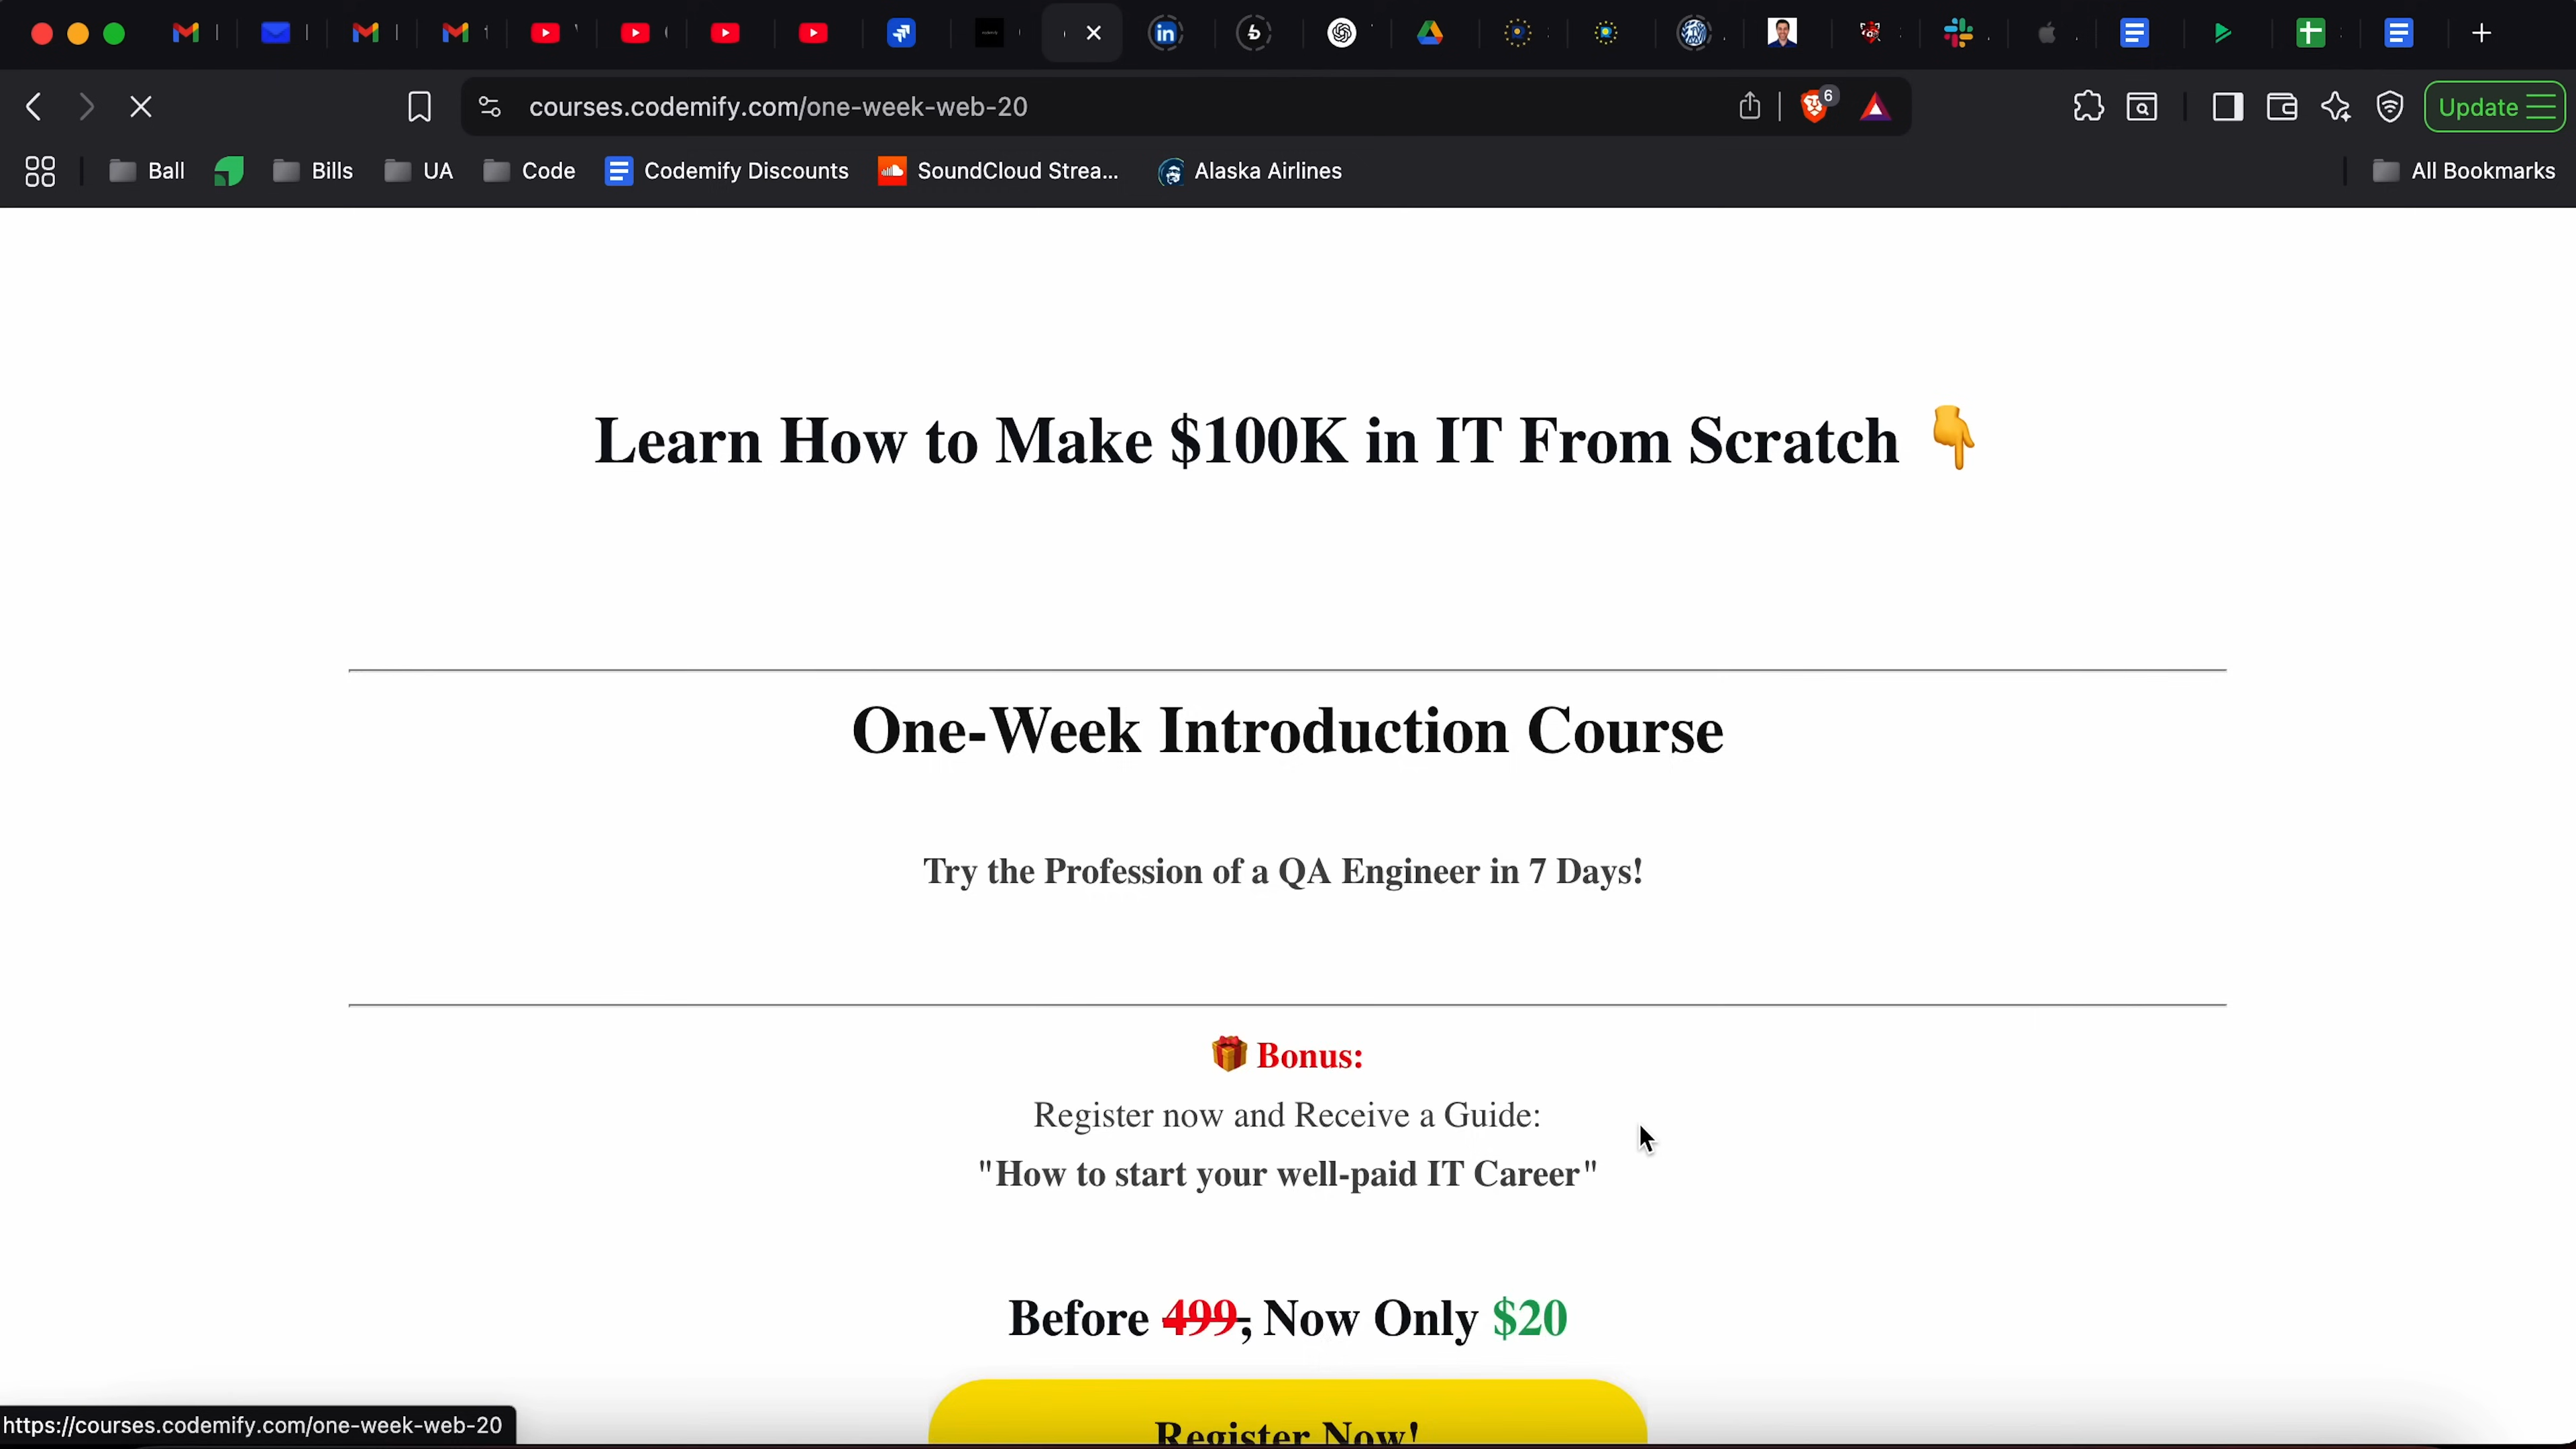 courses.codemify.com/one-week-web-20
6
Update
Ball
Bills
UA
Code
Codemify Discounts
SoundCloud Strea...
Alaska Airlines
All Bookmarks
Learn How to Make $100K in IT From Scratch 👇
One-Week Introduction Course
Try the Profession of a QA Engineer in 7 Days!
🎁 Bonus:
Register now and Receive a Guide:
"How to start your well-paid IT Career"
Before 499, Now Only $20
Register Now!
https://courses.codemify.com/one-week-web-20